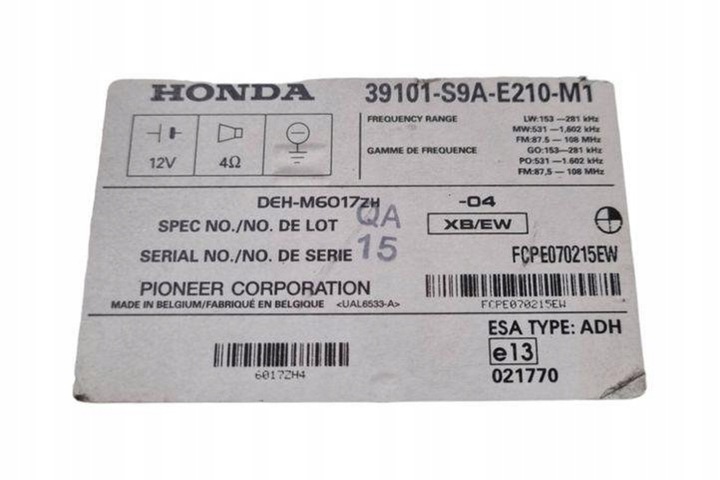 HONDA 39101-S9A-E210-M1
FREQUENCY RANGE LW:153—281 kHz
MW:531—1,602 kHz
FM:87.5—108 MHz
GAMME DE FREQUENCE GO:153—281 kHz
PO:531—1.602 kHz
FM:87,5—108 MHz
12V 4Ω
DEH-M6017ZH -04
SPEC NO./NO. DE LOT QA XB/EW
SERIAL NO./NO. DE SERIE 15 FCPE070215EW
PIONEER CORPORATION
MADE IN BELGIUM/FABRIQUÉ EN BELGIQUE <UAL6533-A> FCPE070215EW
ESA TYPE: ADH
e13
6017ZH4 021770